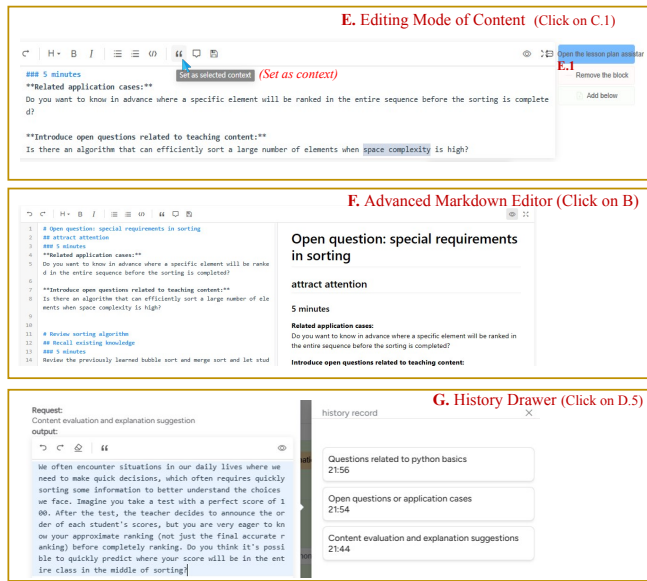 E. Editing Mode of Content (Click on C.1)
H B I “
Set as selected context
(Set as context)
Open the lesson plan assistar
E.1
Remove the block
Add below
### 5 minutes
**Related application cases:**
Do you want to know in advance where a specific element will be ranked in the entire sequence before the sorting is complete
d?
**Introduce open questions related to teaching content:**
Is there an algorithm that can efficiently sort a large number of elements when space complexity is high?
F. Advanced Markdown Editor (Click on B)
H B I “
1 # Open question: special requirements in sorting
2 ## attract attention
3 ### 5 minutes
4 **Related application cases:**
5 Do you want to know in advance where a specific element will be ranke
d in the entire sequence before the sorting is completed?
6
7 **Introduce open questions related to teaching content:**
8 Is there an algorithm that can efficiently sort a large number of ele
ments when space complexity is high?
9
10
11 # Review sorting algorithm
12 ## Recall existing knowledge
13 ### 5 minutes
14 Review the previously learned bubble sort and merge sort and let stud
Open question: special requirements
in sorting
attract attention
5 minutes
Related application cases:
Do you want to know in advance where a specific element will be ranked in
the entire sequence before the sorting is completed?
Introduce open questions related to teaching content:
G. History Drawer (Click on D.5)
Request:
Content evaluation and explanation suggestion
output:
“
We often encounter situations in our daily lives where we
need to make quick decisions, which often requires quickly
sorting some information to better understand the choices
we face. Imagine you take a test with a perfect score of 1
00. After the test, the teacher decides to announce the or
der of each student's scores, but you are very eager to kn
ow your approximate ranking (not just the final accurate r
anking) before completely ranking. Do you think it's possi
ble to quickly predict where your score will be in the ent
ire class in the middle of sorting?
history record
Questions related to python basics
21:56
Open questions or application cases
21:54
Content evaluation and explanation suggestions
21:44